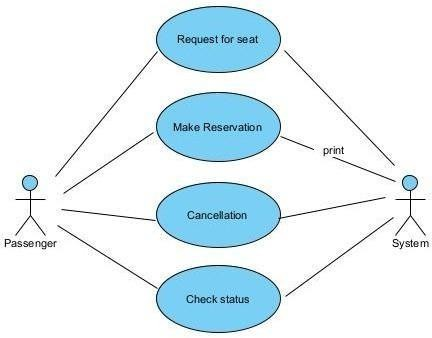 Request for seat
Make Reservation
print
Cancellation
Passenger
System
Check status